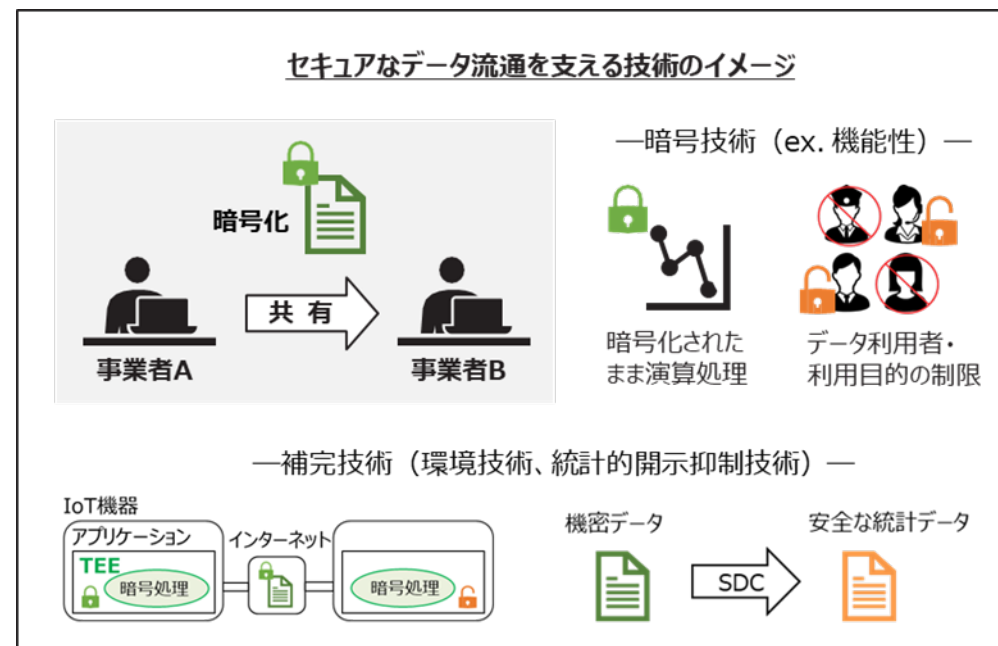 セキュアなデータ流通を支える技術のイメージ
暗号化
共 有
事業者A
事業者B
―暗号技術（ex. 機能性）―
暗号化された
まま演算処理
データ利用者・
利用目的の制限
―補完技術（環境技術、統計的開示抑制技術）―
IoT機器
アプリケーション
TEE
暗号処理
インターネット
暗号処理
機密データ
SDC
安全な統計データ